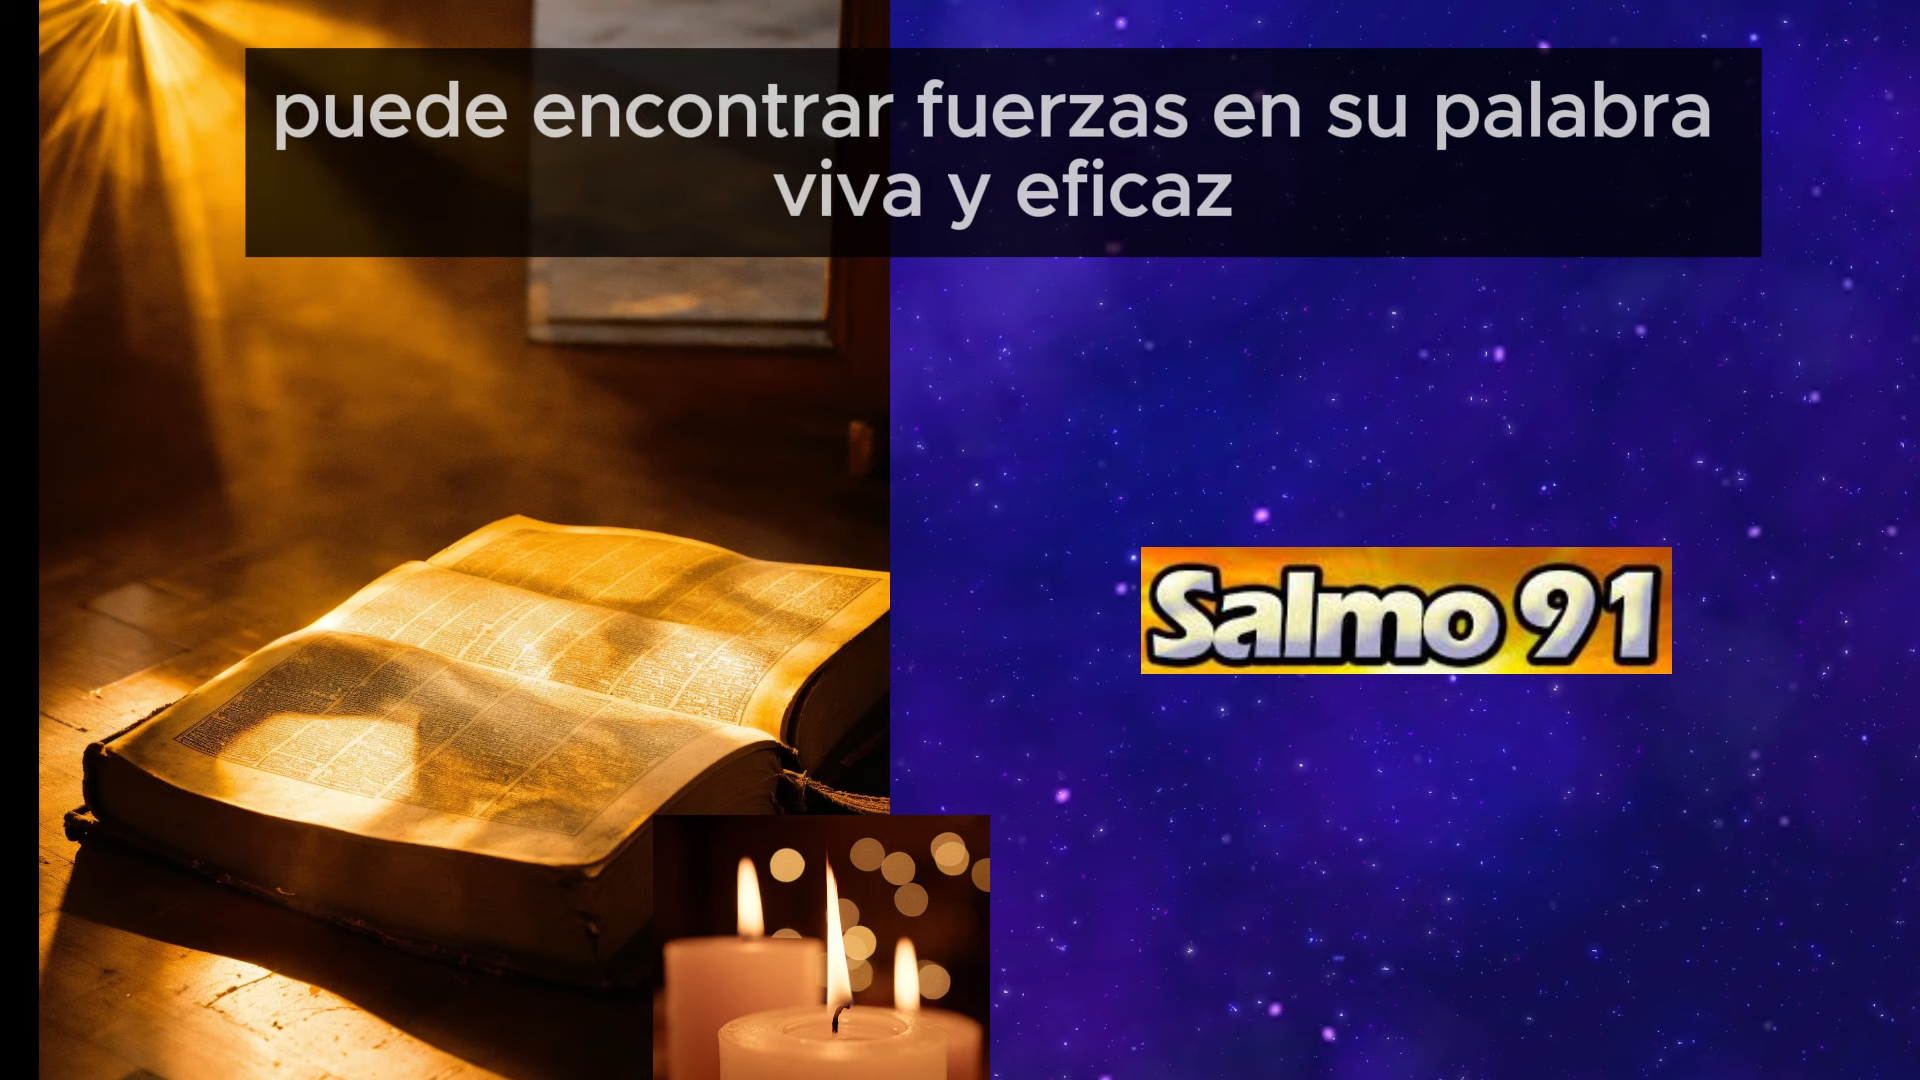 puede encontrar fuerzas en su palabra
viva y eficaz
Salmo 91